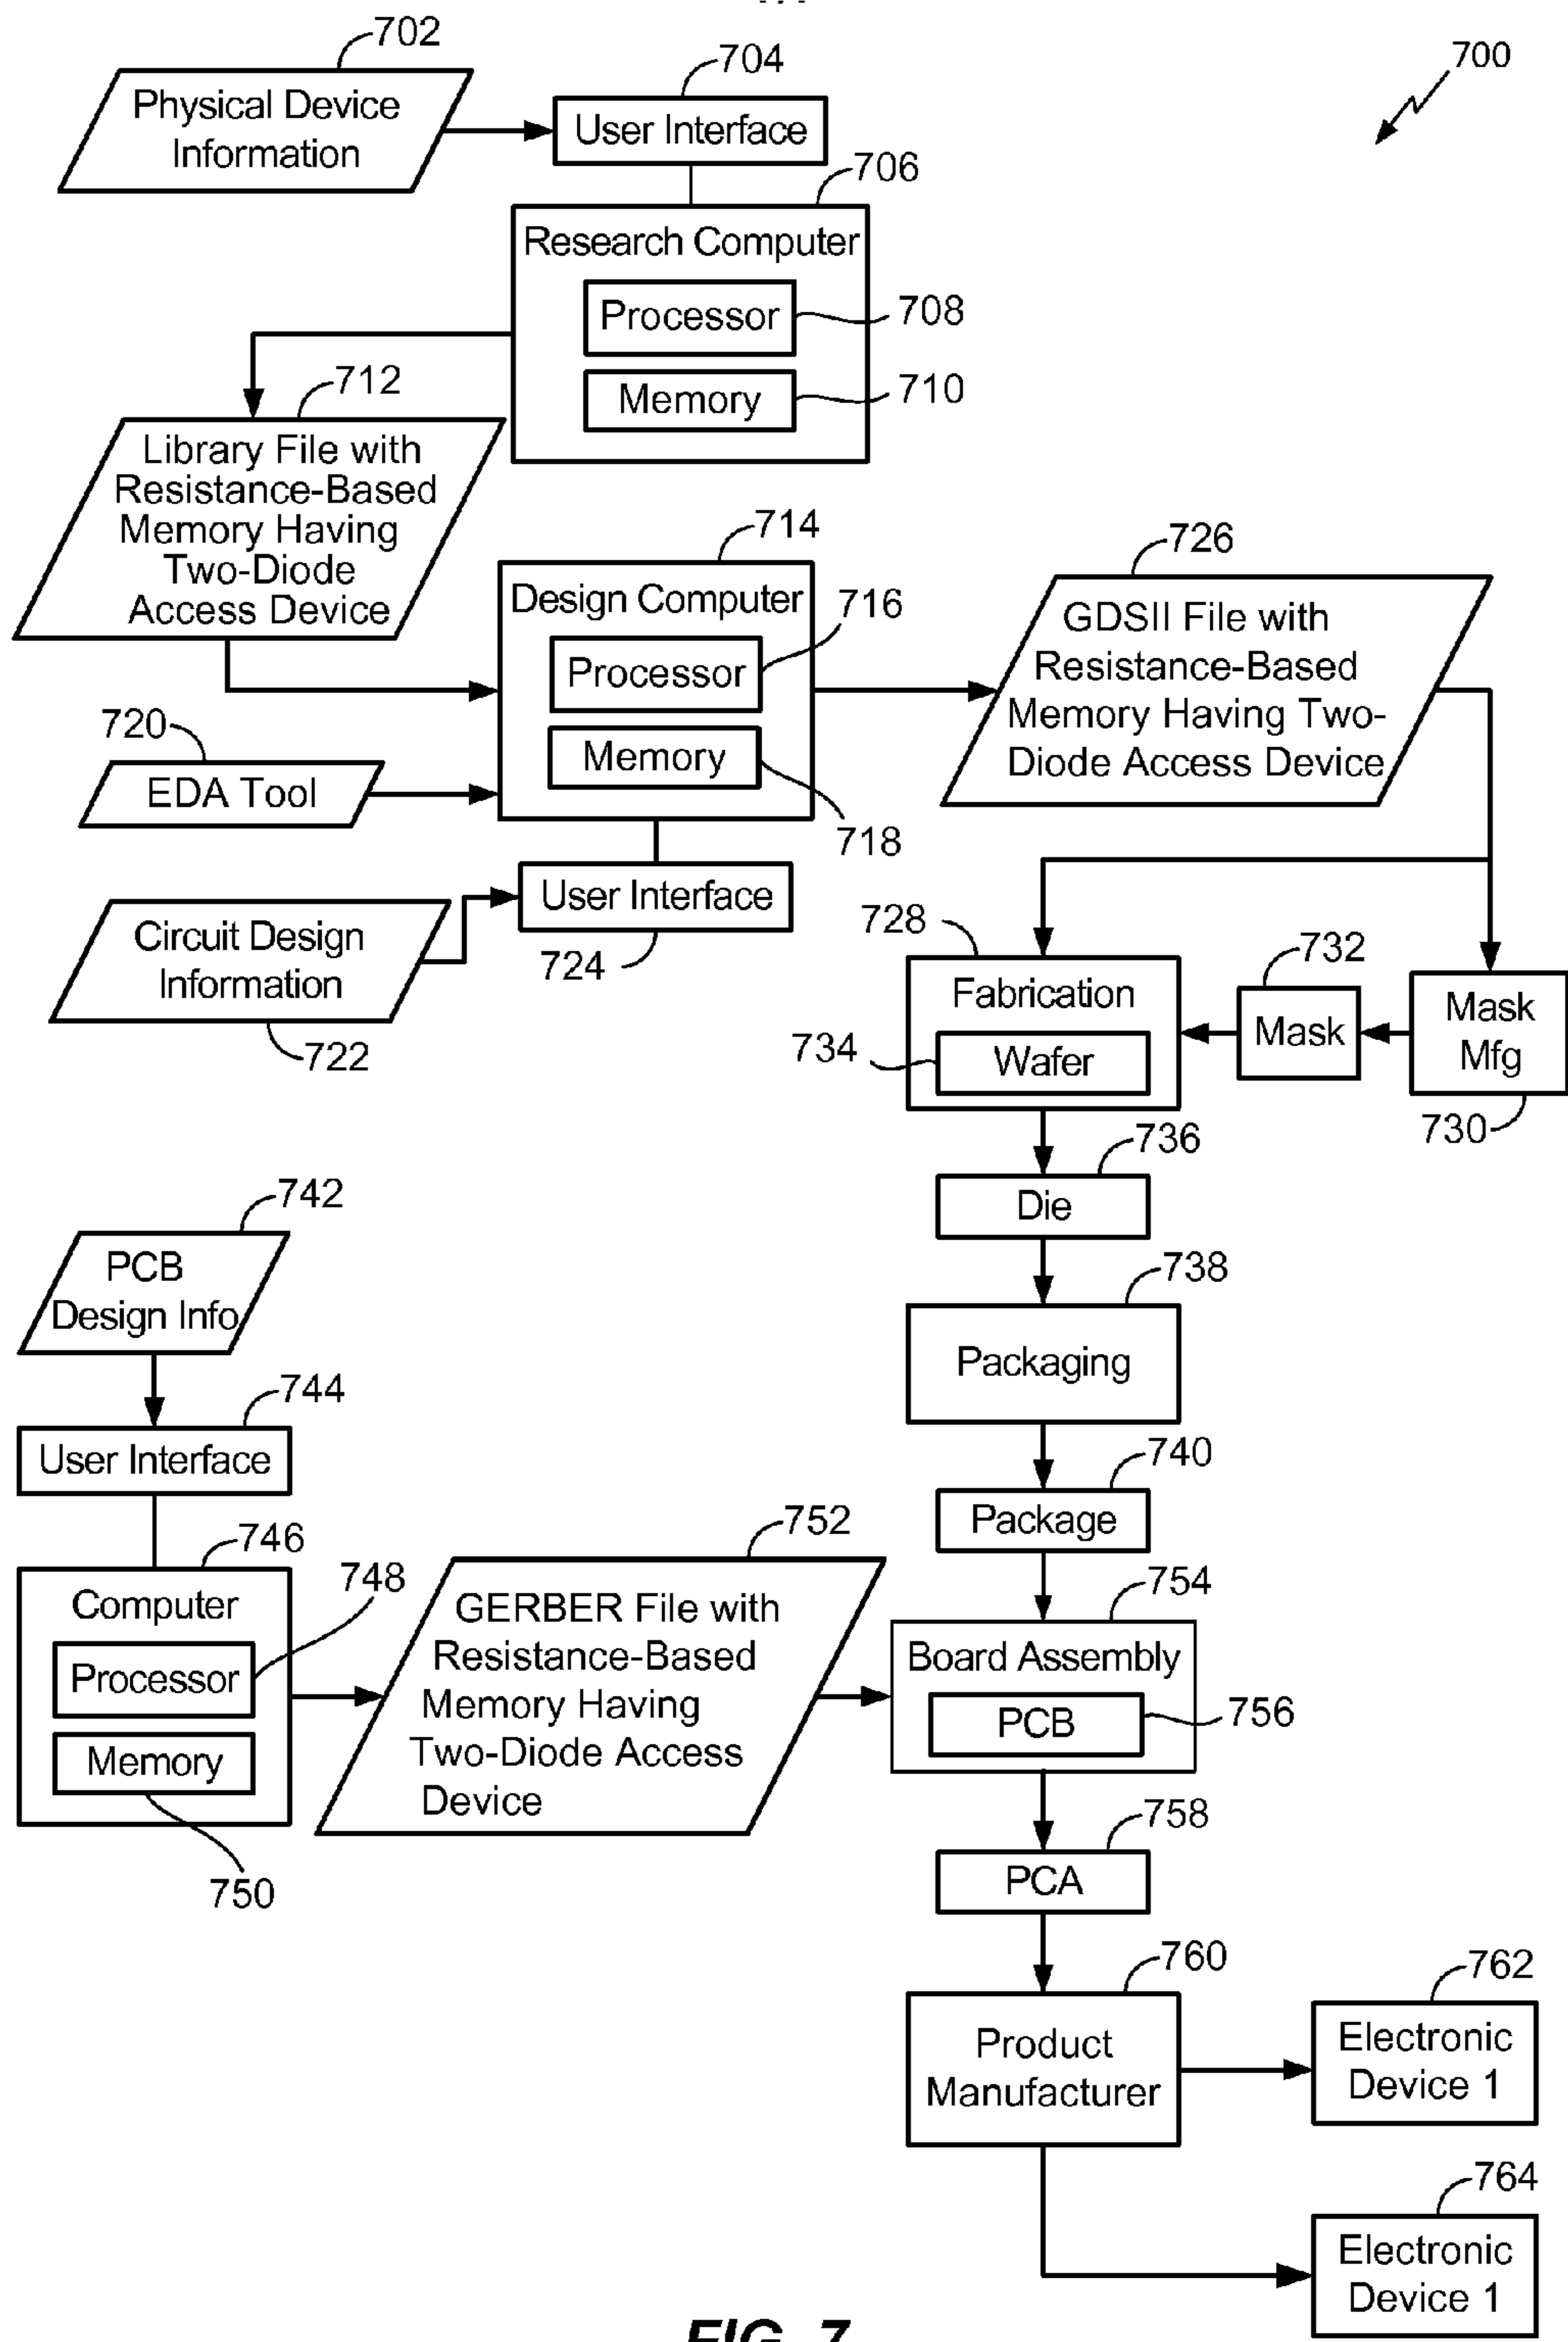 702
Physical Device
Information
704
User Interface
700
706
Research Computer
Processor
708
Memory
710
712
Library File with
Resistance-Based
Memory Having
Two-Diode
Access Device
714
Design Computer
716
Processor
Memory
718
720
EDA Tool
Circuit Design
Information
722
User Interface
724
726
GDSII File with
Resistance-Based
Memory Having Two-
Diode Access Device
728
Fabrication
734
Wafer
732
Mask
Mask
Mfg
730
736
Die
738
Packaging
740
Package
742
PCB
Design Info
744
User Interface
746
Computer
748
Processor
Memory
750
752
GERBER File with
Resistance-Based
Memory Having
Two-Diode Access
Device
754
Board Assembly
PCB
756
758
PCA
760
Product
Manufacturer
762
Electronic
Device 1
764
Electronic
Device 1
FIG. 7